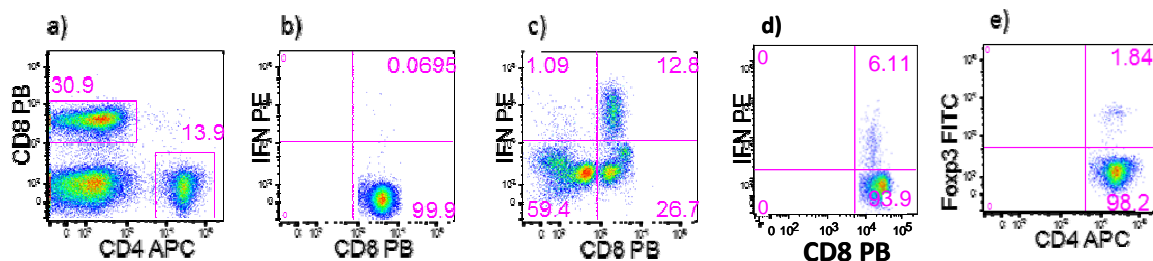 a)
30.9
13.9
CD8 PB
CD4 APC
b)
0
0.0695
0
99.9
IFN PE
CD8 PB
c)
1.09
12.8
59.4
26.7
IFN PE
CD8 PB
d)
0
6.11
0
93.9
IFN PE
0 10² 10³ 10⁴ 10⁵
CD8 PB
e)
0
1.84
0
98.2
Foxp3 FITC
CD4 APC